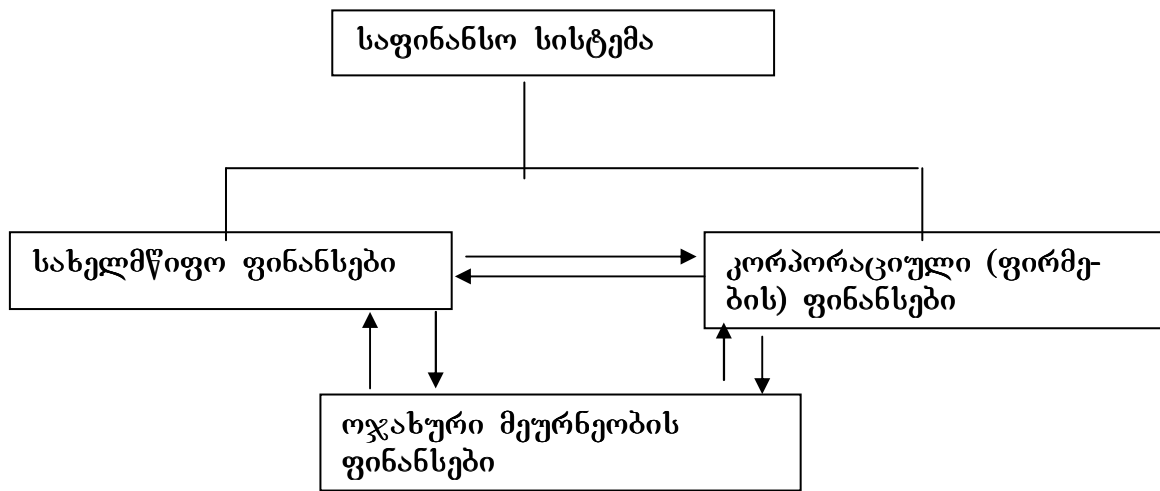 საფინანსო სისტემა
სახელმწიფო ფინანსები
კორპორაციული (ფირმე-
ბის) ფინანსები
ოჯახური მეურნეობის
ფინანსები